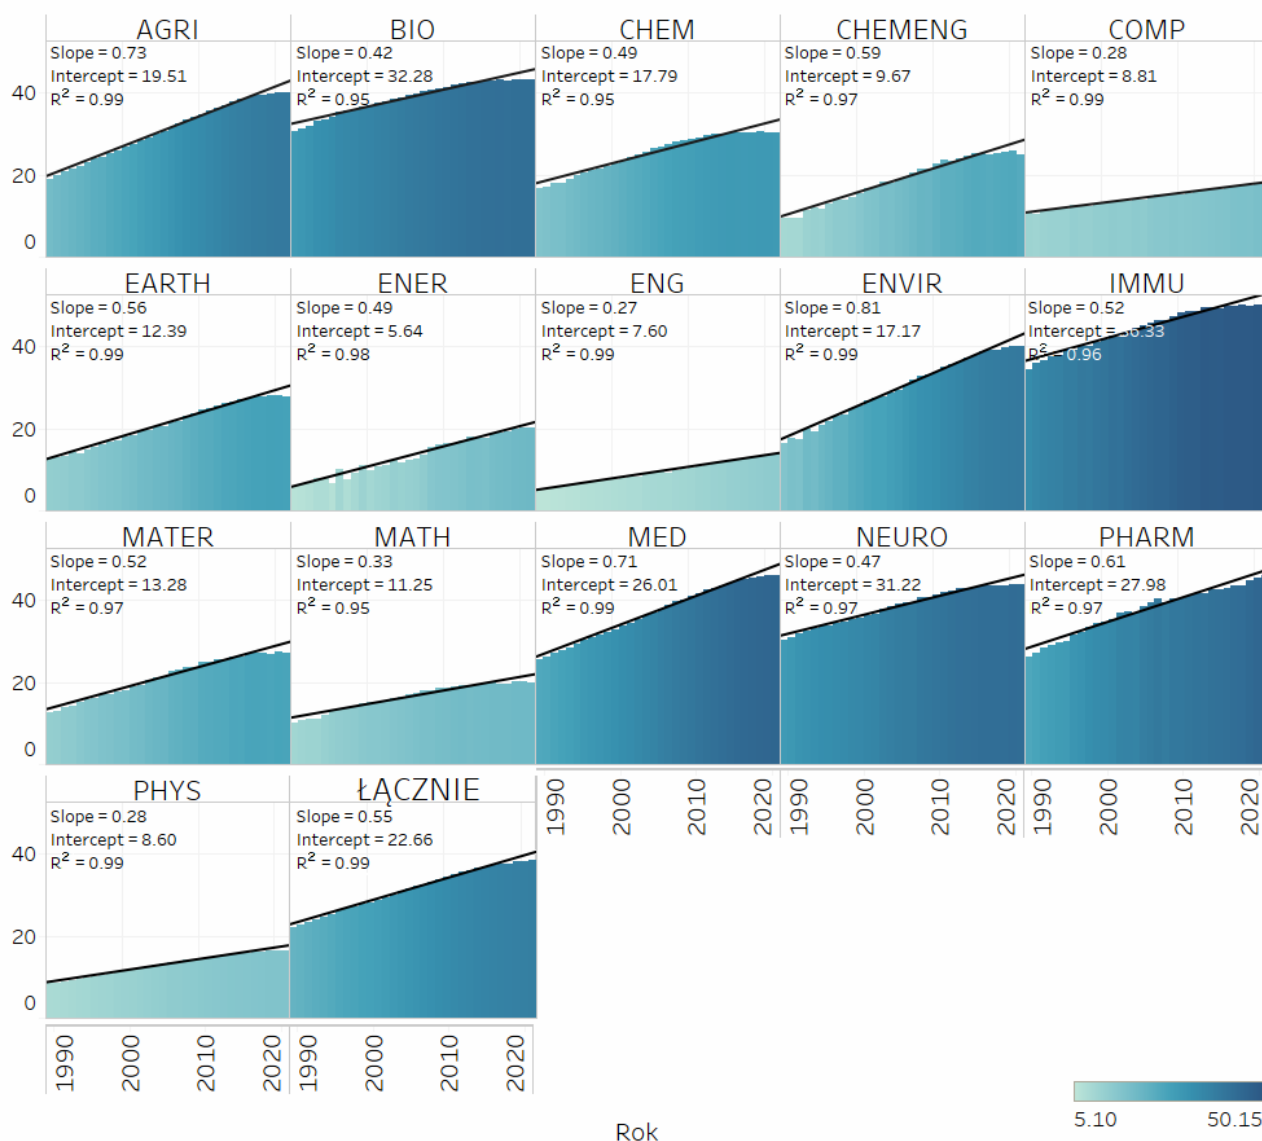 AGRI BIO CHEM CHEMENG COMP
Slope = 0.73 Slope = 0.42 Slope = 0.49 Slope = 0.59 Slope = 0.28
Intercept = 19.51 Intercept = 32.28 Intercept = 17.79 Intercept = 9.67 Intercept = 8.81
R² = 0.99 R² = 0.95 R² = 0.95 R² = 0.97 R² = 0.99
40
20
0
EARTH ENER ENG ENVIR IMMU
Slope = 0.56 Slope = 0.49 Slope = 0.27 Slope = 0.81 Slope = 0.52
Intercept = 12.39 Intercept = 5.64 Intercept = 7.60 Intercept = 17.17 Intercept = 36.33
R² = 0.99 R² = 0.98 R² = 0.99 R² = 0.99 R² = 0.96
40
20
0
MATER MATH MED NEURO PHARM
Slope = 0.52 Slope = 0.33 Slope = 0.71 Slope = 0.47 Slope = 0.61
Intercept = 13.28 Intercept = 11.25 Intercept = 26.01 Intercept = 31.22 Intercept = 27.98
R² = 0.97 R² = 0.95 R² = 0.99 R² = 0.97 R² = 0.97
40
20
0
1990 2000 2010 2020 1990 2000 2010 2020 1990 2000 2010 2020
PHYS ŁĄCZNIE
Slope = 0.28 Slope = 0.55
Intercept = 8.60 Intercept = 22.66
R² = 0.99 R² = 0.99
40
20
0
1990 2000 2010 2020 1990 2000 2010 2020
5.10 50.15
Rok